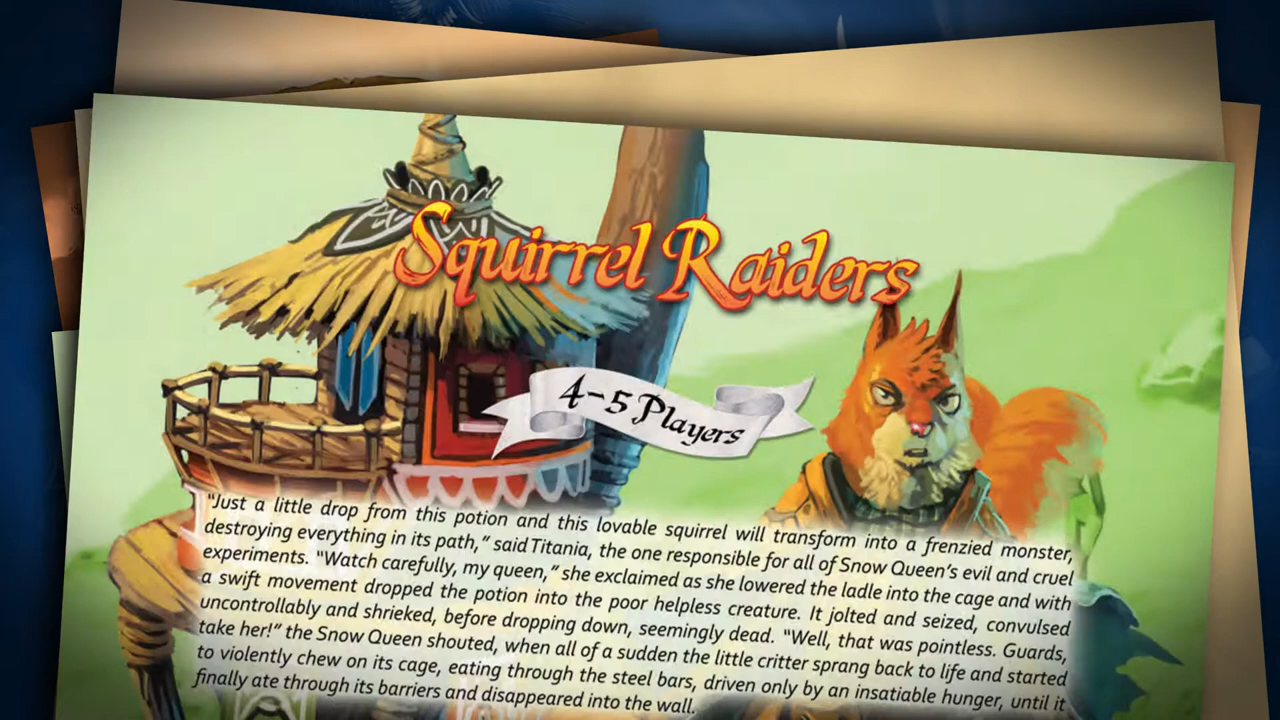 Squirrel Raiders
4-5 Players
"Just a little drop from this potion and this lovable squirrel will transform into a frenzied monster,
destroying everything in its path," said Titania, the one responsible for all of Snow Queen's evil and cruel
experiments. "Watch carefully, my queen," she exclaimed as she lowered the ladle into the cage and with
a swift movement dropped the potion into the poor helpless creature. It jolted and seized, convulsed
uncontrollably and shrieked, before dropping down, seemingly dead. "Well, that was pointless. Guards,
take her!" the Snow Queen shouted, when all of a sudden the little critter sprang back to life and started
to violently chew on its cage, eating through the steel bars, driven only by an insatiable hunger, until it
finally ate through its barriers and disappeared into the wall.